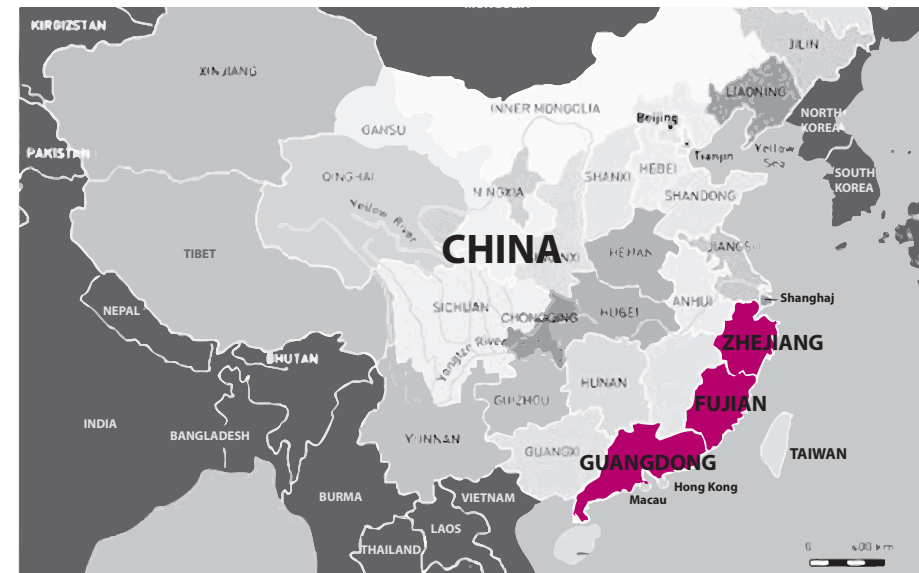 KIRGIZSTAN
JILIN
XINJIANG
LIAONING
INNER MONGOLIA
NORTH
KOREA
Beijing
GANSU
PAKISTAN
Tianjin
Yellow
Sea
QINGHAI
NINGXIA
SHANXI
HEBEI
SOUTH
KOREA
SHANDONG
Yellow River
CHINA
HENAN
TIBET
SICHUAN
CHONGQING
HUBEI
ANHUI
Shanghaj
NEPAL
ZHEJIANG
Yangtze River
BHUTAN
HUNAN
GUIZHOU
FUJIAN
INDIA
BANGLADESH
YUNNAN
GUANGXI
GUANGDONG
TAIWAN
Hong Kong
Macau
BURMA
VIETNAM
LAOS
THAILAND